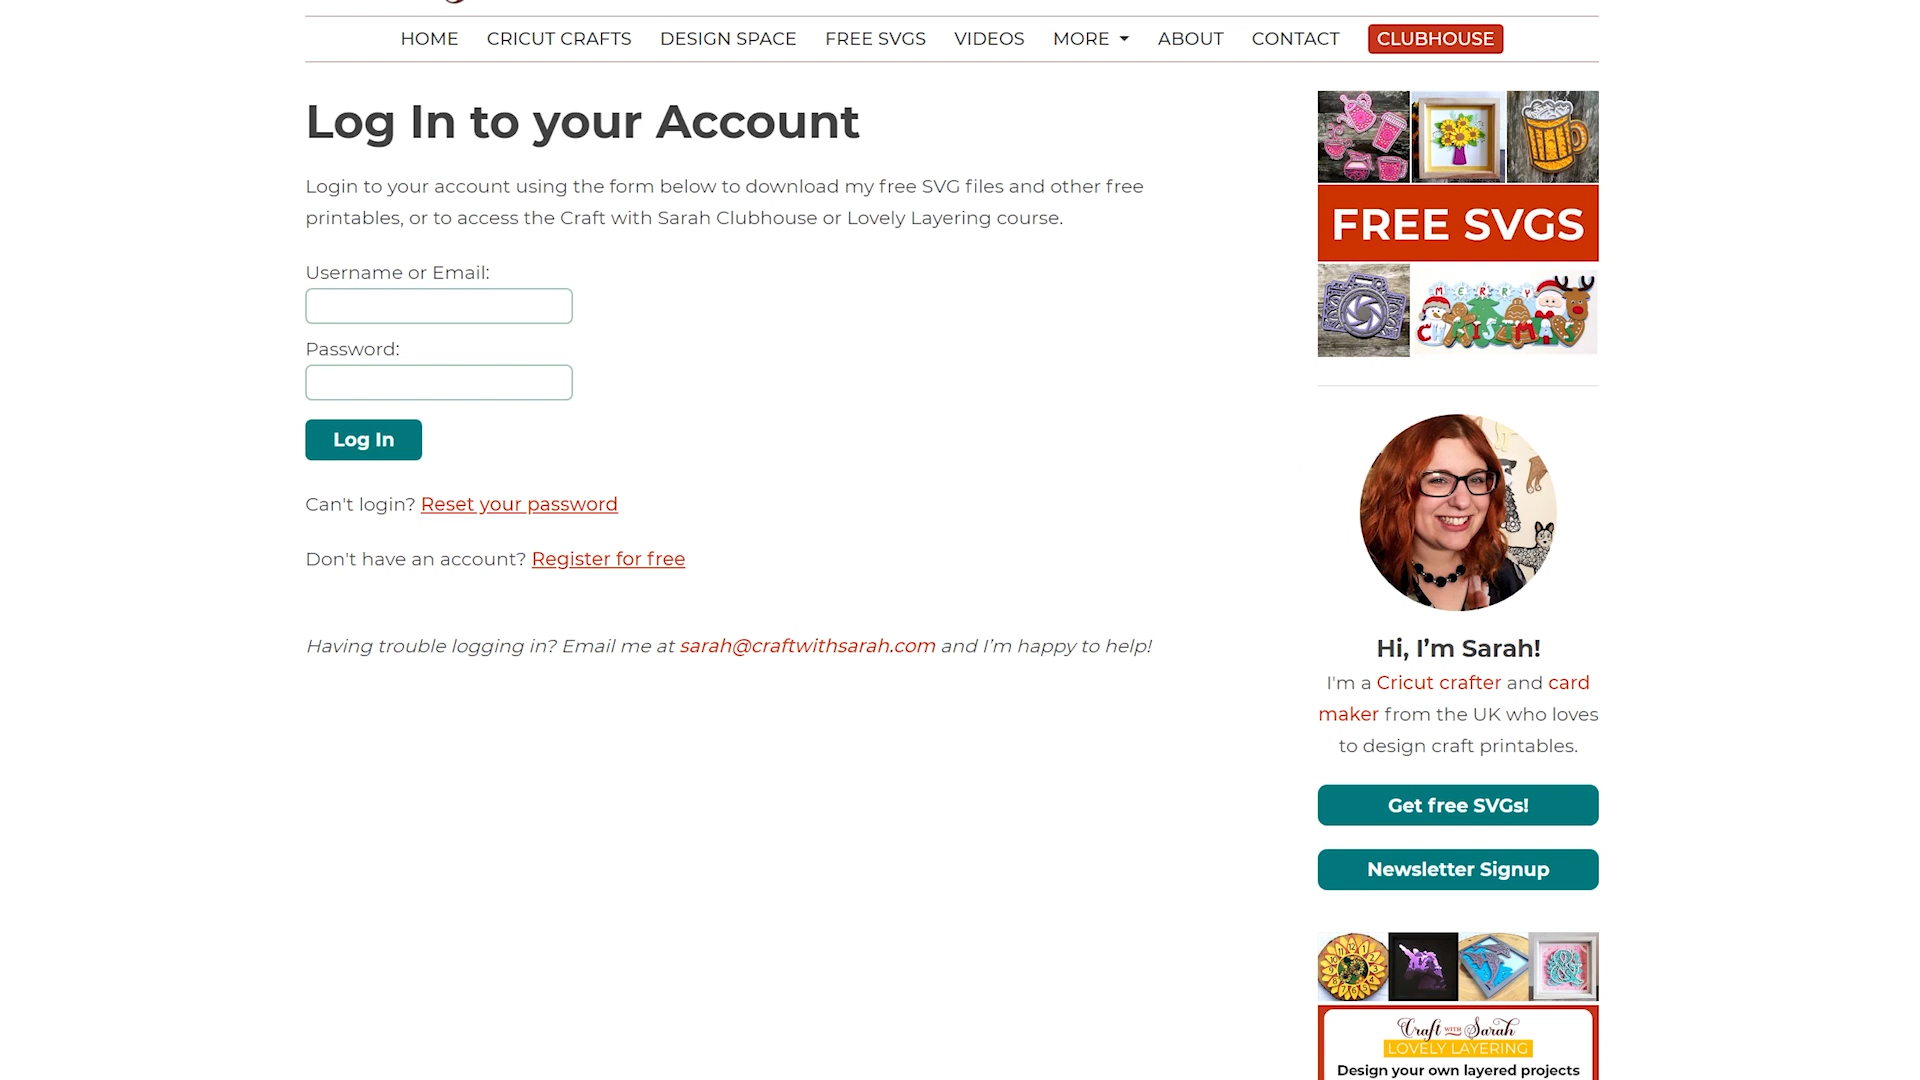 HOME CRICUT CRAFTS DESIGN SPACE FREE SVGS VIDEOS MORE ABOUT CONTACT CLUBHOUSE
Log In to your Account
Login to your account using the form below to download my free SVG files and other free
printables, or to access the Craft with Sarah Clubhouse or Lovely Layering course.
Username or Email:
Password:
Log In
Can't login? Reset your password
Don't have an account? Register for free
Having trouble logging in? Email me at sarah@craftwithsarah.com and I’m happy to help!
FREE SVGS
MERRY
CHRISTMAS
Hi, I’m Sarah!
I'm a Cricut crafter and card
maker from the UK who loves
to design craft printables.
Get free SVGs!
Newsletter Signup
&
Craft WITH Sarah
LOVELY LAYERING
Design your own layered projects